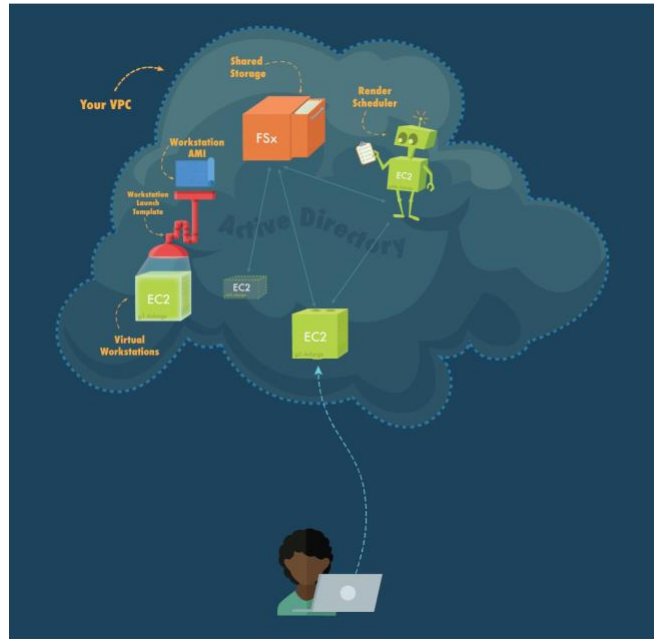 Shared
Storage
Your VPC
Render
Scheduler
FSx
Workstation
AMI
EC2
Workstation
Launch
Template
Active Directory
EC2
EC2
EC2
Virtual
Workstations